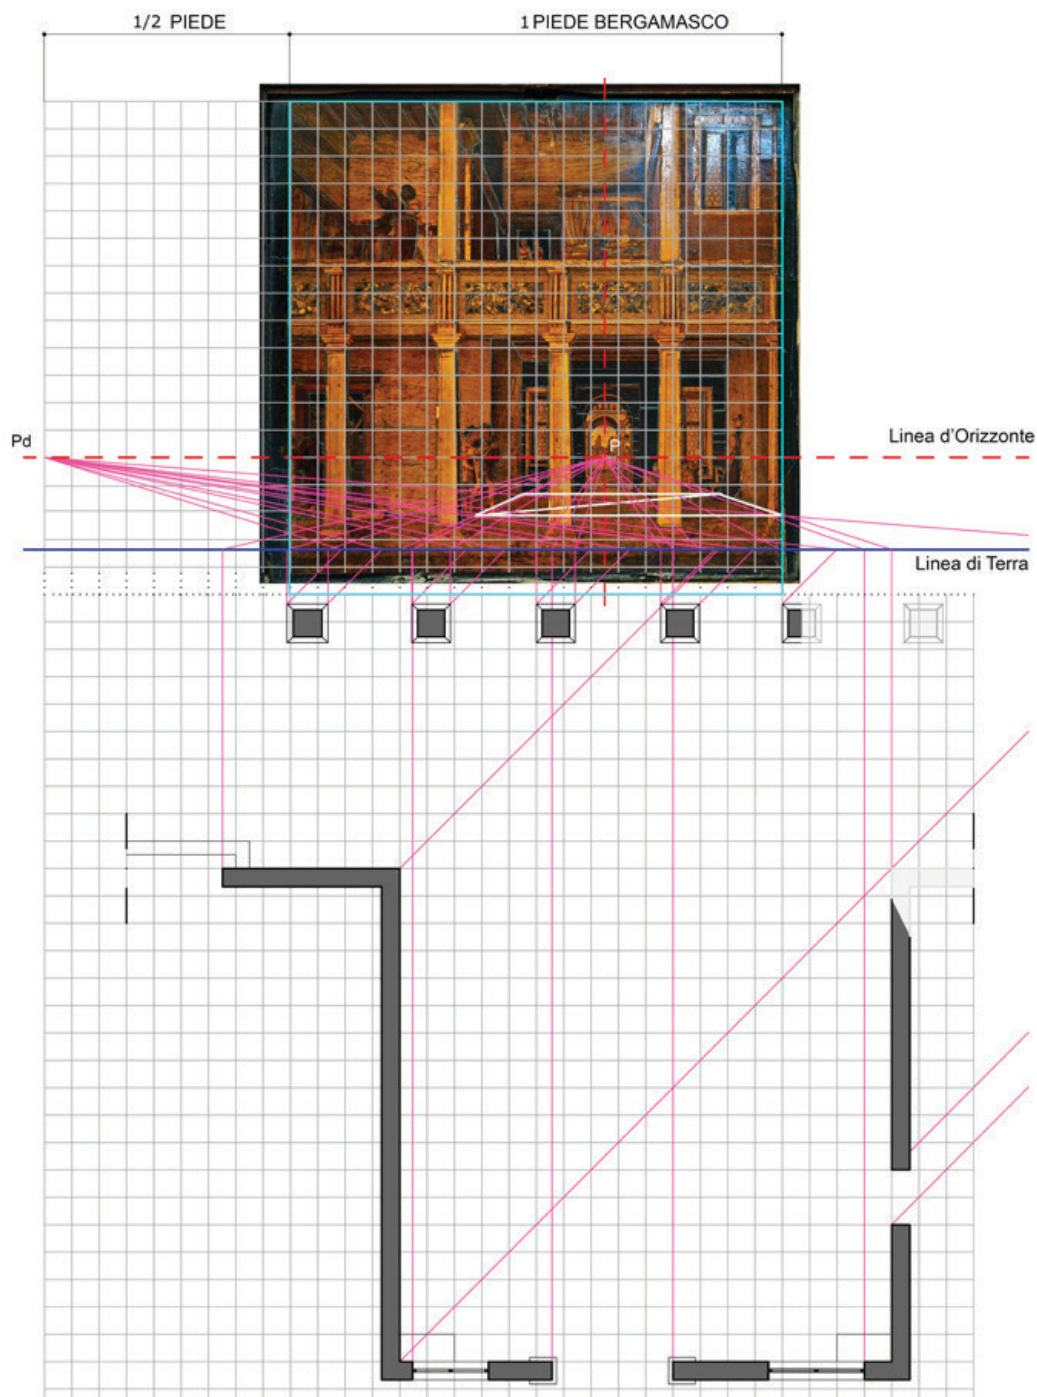 1/2 PIEDE
1 PIEDE BERGAMASCO
Pd
Linea d'Orizzonte
P
Linea di Terra